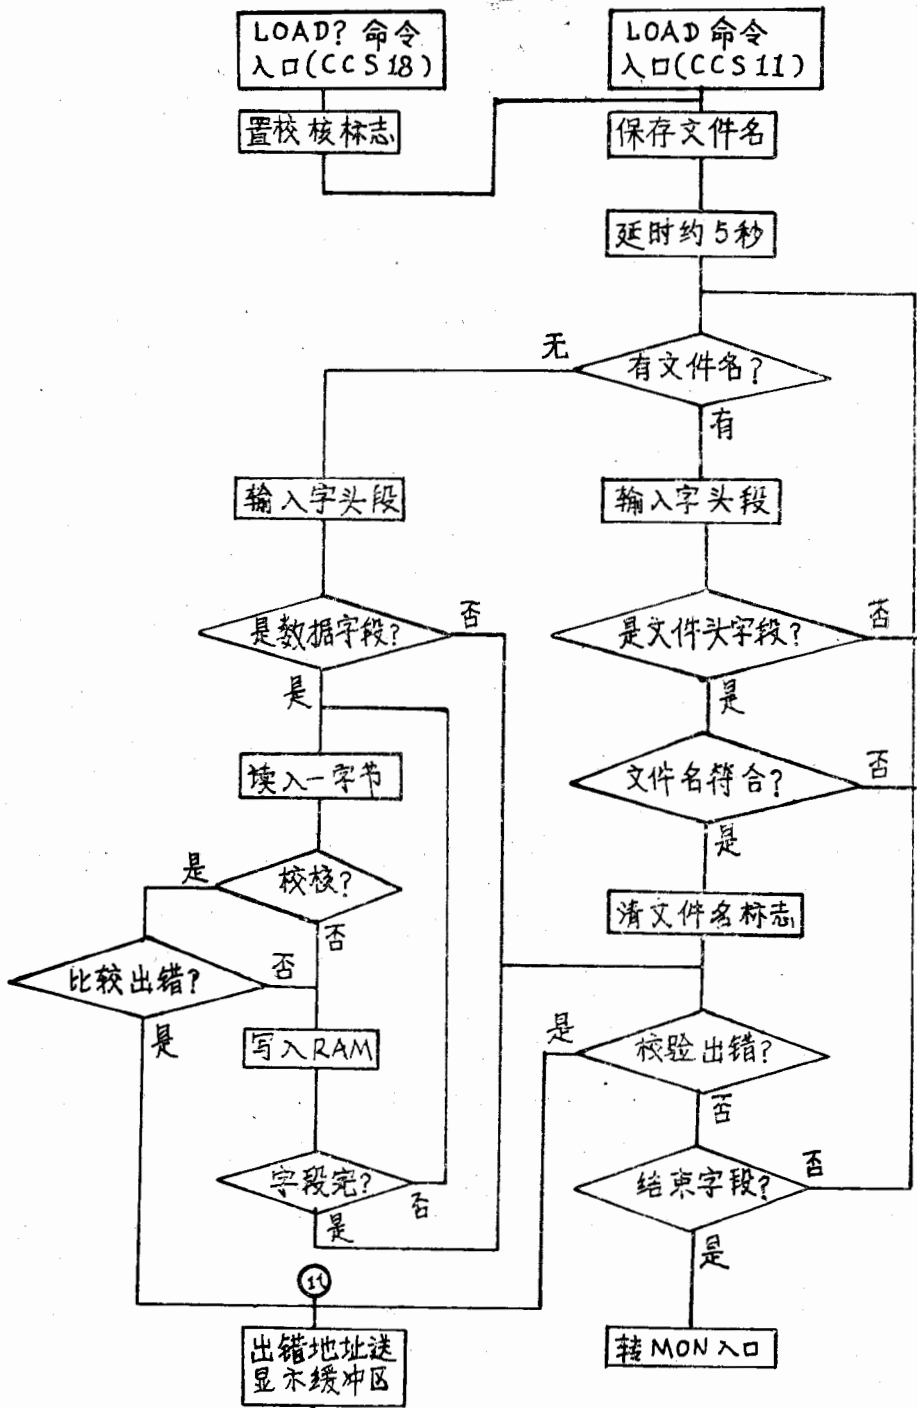 LOAD? 命令
入口(CCS18)
LOAD 命令
入口(CCS11)
置校核标志
保存文件名
延时约5秒
无
有文件名?
有
输入字头段
输入字头段
是数据字段?
否
是文件头字段?
否
是
是
读入一字节
文件名符合?
否
是
是
校核?
否
清文件名标志
比较出错?
否
是
写入RAM
是
校验出错?
否
字段完?
否
是
结束字段?
否
是
11
出错地址送
显示缓冲区
转MON入口